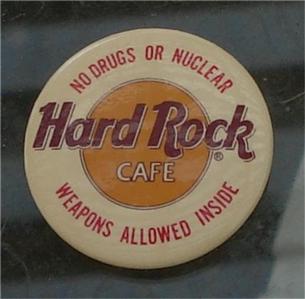 NO DRUGS OR NUCLEAR
Hard Rock
®
CAFE
WEAPONS ALLOWED INSIDE